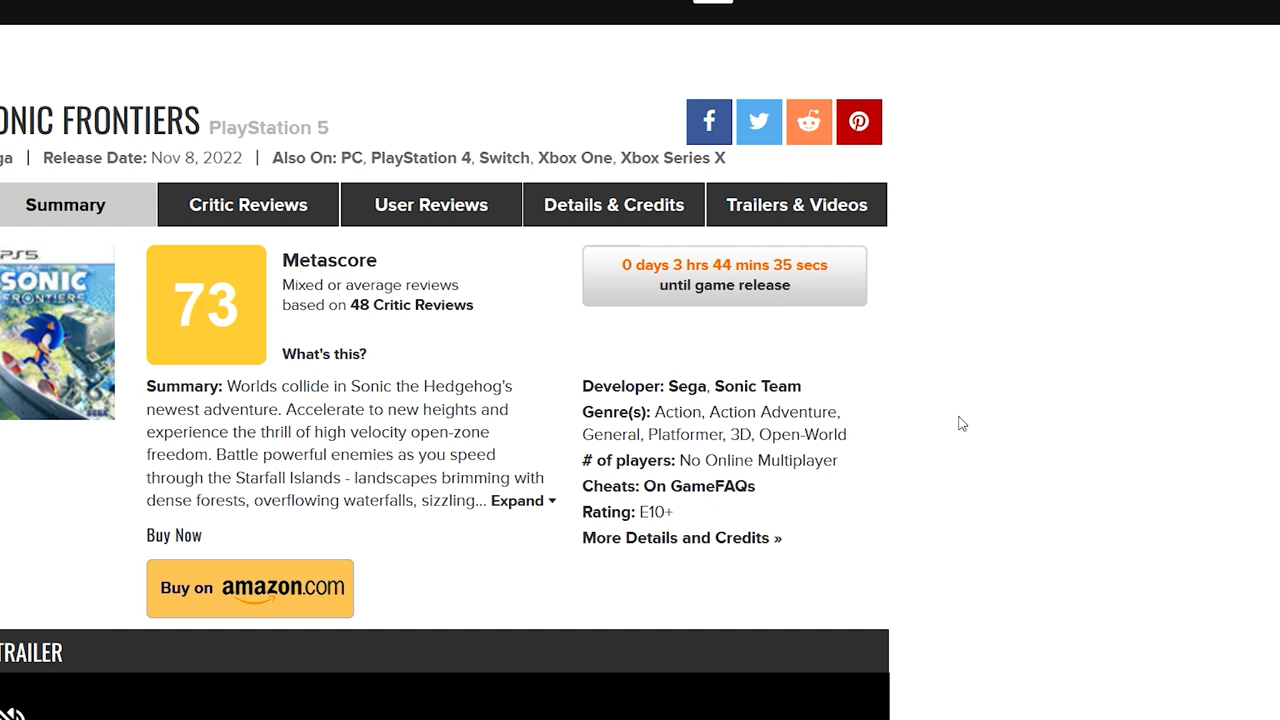 ONIC FRONTIERS PlayStation 5
ga | Release Date: Nov 8, 2022 | Also On: PC, PlayStation 4, Switch, Xbox One, Xbox Series X
Summary Critic Reviews User Reviews Details & Credits Trailers & Videos
PS5
SONIC
FRONTIERS
SEGA
73
Metascore
Mixed or average reviews
based on 48 Critic Reviews
What's this?
0 days 3 hrs 44 mins 35 secs
until game release
Summary: Worlds collide in Sonic the Hedgehog's
newest adventure. Accelerate to new heights and
experience the thrill of high velocity open-zone
freedom. Battle powerful enemies as you speed
through the Starfall Islands - landscapes brimming with
dense forests, overflowing waterfalls, sizzling... Expand
Buy Now
Buy on amazon.com
Developer: Sega, Sonic Team
Genre(s): Action, Action Adventure,
General, Platformer, 3D, Open-World
# of players: No Online Multiplayer
Cheats: On GameFAQs
Rating: E10+
More Details and Credits »
TRAILER